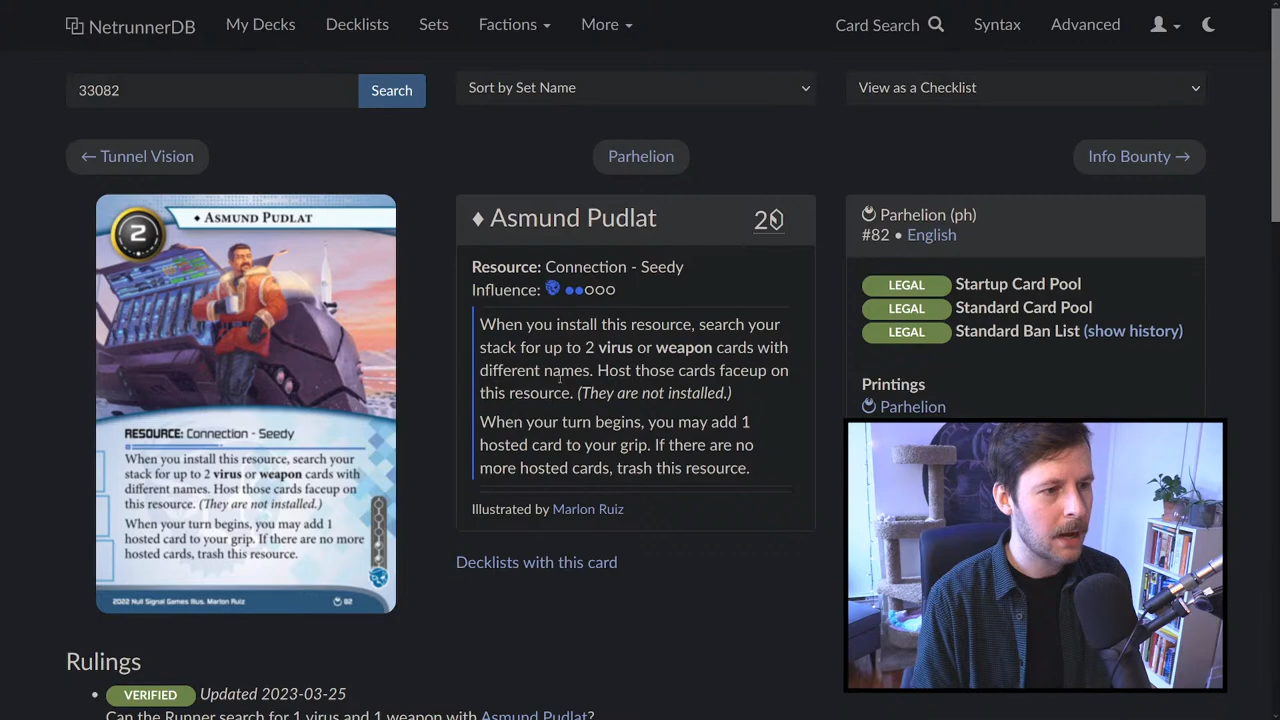 NetrunnerDB
My Decks
Decklists
Sets
Factions
More
Card Search
Syntax
Advanced
33082
Search
Sort by Set Name
View as a Checklist
← Tunnel Vision
Parhelion
Info Bounty →
2
♦ ASMUND PUDLAT
RESOURCE: Connection - Seedy
When you install this resource, search your
stack for up to 2 virus or weapon cards with
different names. Host those cards faceup on
this resource. (They are not installed.)
When your turn begins, you may add 1
hosted card to your grip. If there are no more
hosted cards, trash this resource.
2022 Null Signal Games Illus. Marlon Ruiz
82
♦ Asmund Pudlat
2
Resource: Connection - Seedy
Influence:
When you install this resource, search your
stack for up to 2 virus or weapon cards with
different names. Host those cards faceup on
this resource. (They are not installed.)
When your turn begins, you may add 1
hosted card to your grip. If there are no
more hosted cards, trash this resource.
Illustrated by Marlon Ruiz
Decklists with this card
Parhelion (ph)
#82 • English
LEGAL Startup Card Pool
LEGAL Standard Card Pool
LEGAL Standard Ban List (show history)
Printings
Parhelion
Rulings
VERIFIED Updated 2023-03-25
Can the Runner search for 1 virus and 1 weapon with Asmund Pudlat?